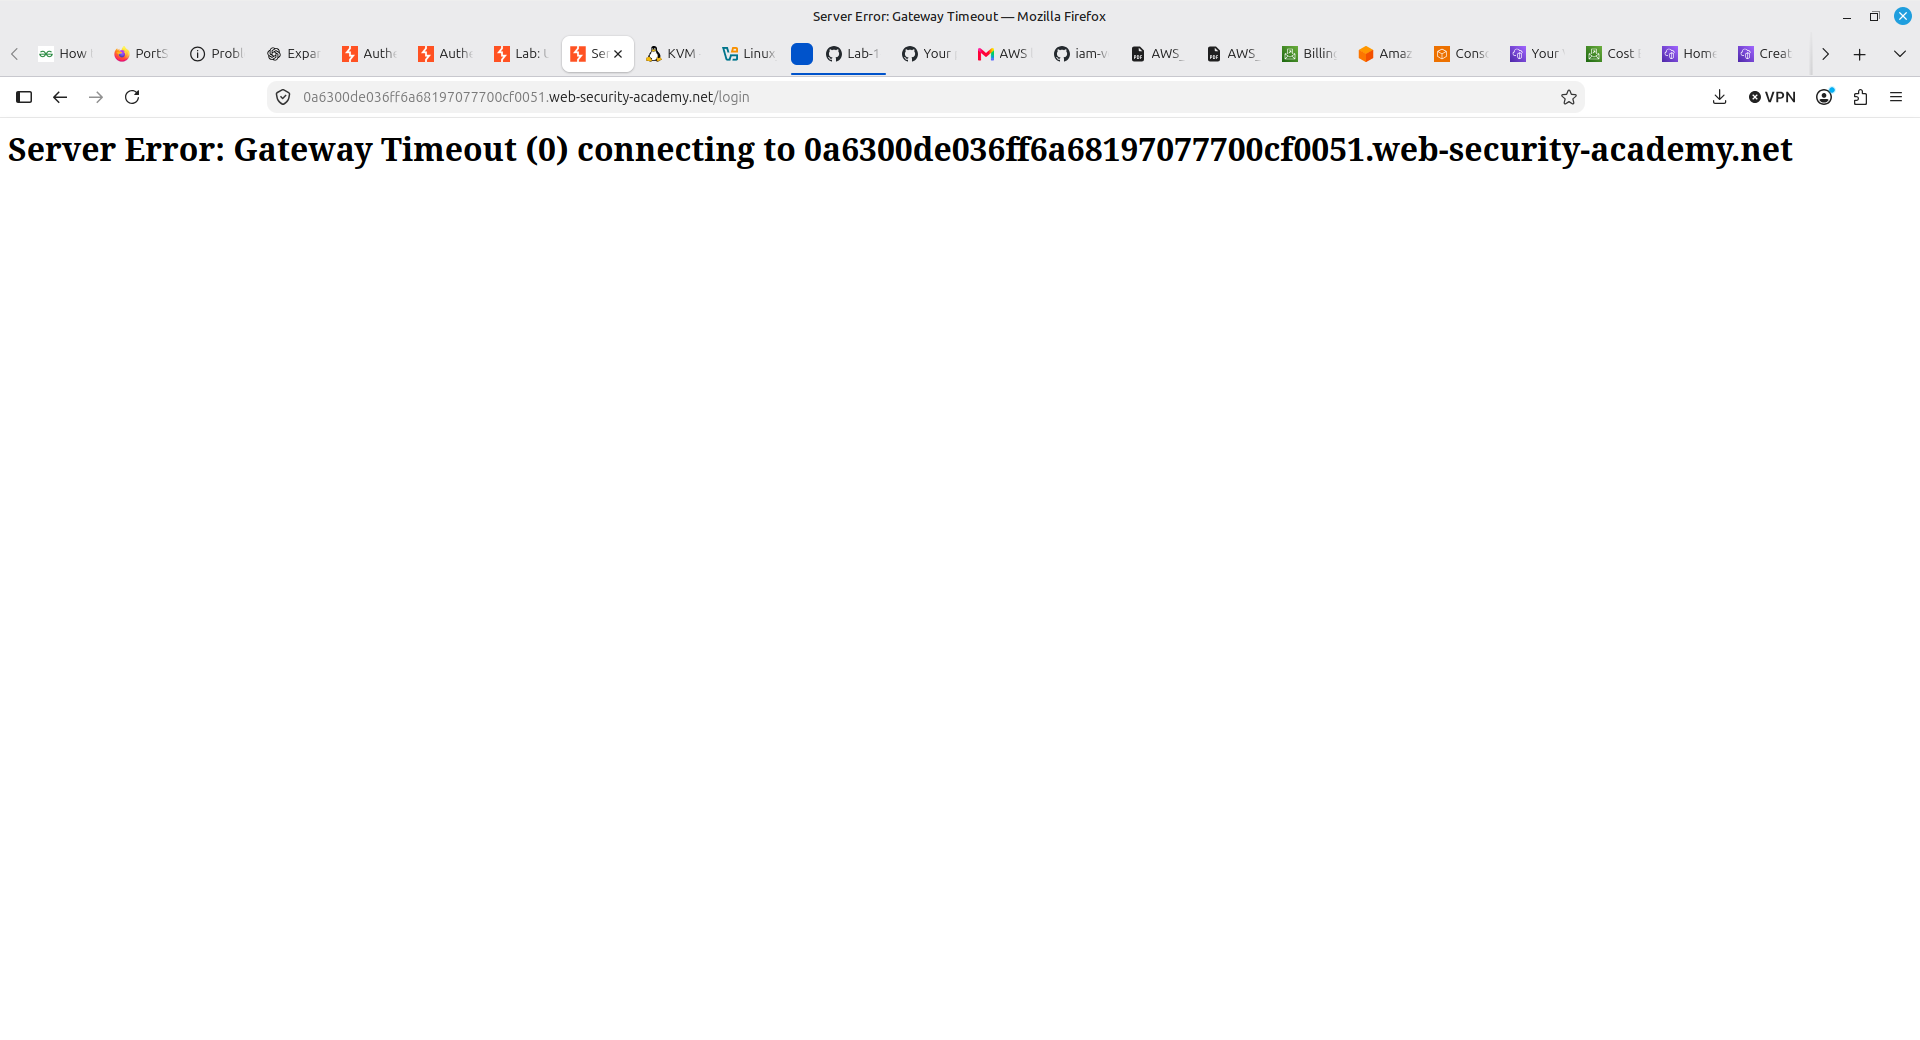 Server Error: Gateway Timeout — Mozilla Firefox
How PortS Probl Expa Authe Authe Lab: Ser KVM Linux Lab-1 Your AWS iam-v AWS_ AWS_ Billin Amaz Cons Your Cost Home Creat
0a6300de036ff6a68197077700cf0051.web-security-academy.net/login VPN
Server Error: Gateway Timeout (0) connecting to 0a6300de036ff6a68197077700cf0051.web-security-academy.net